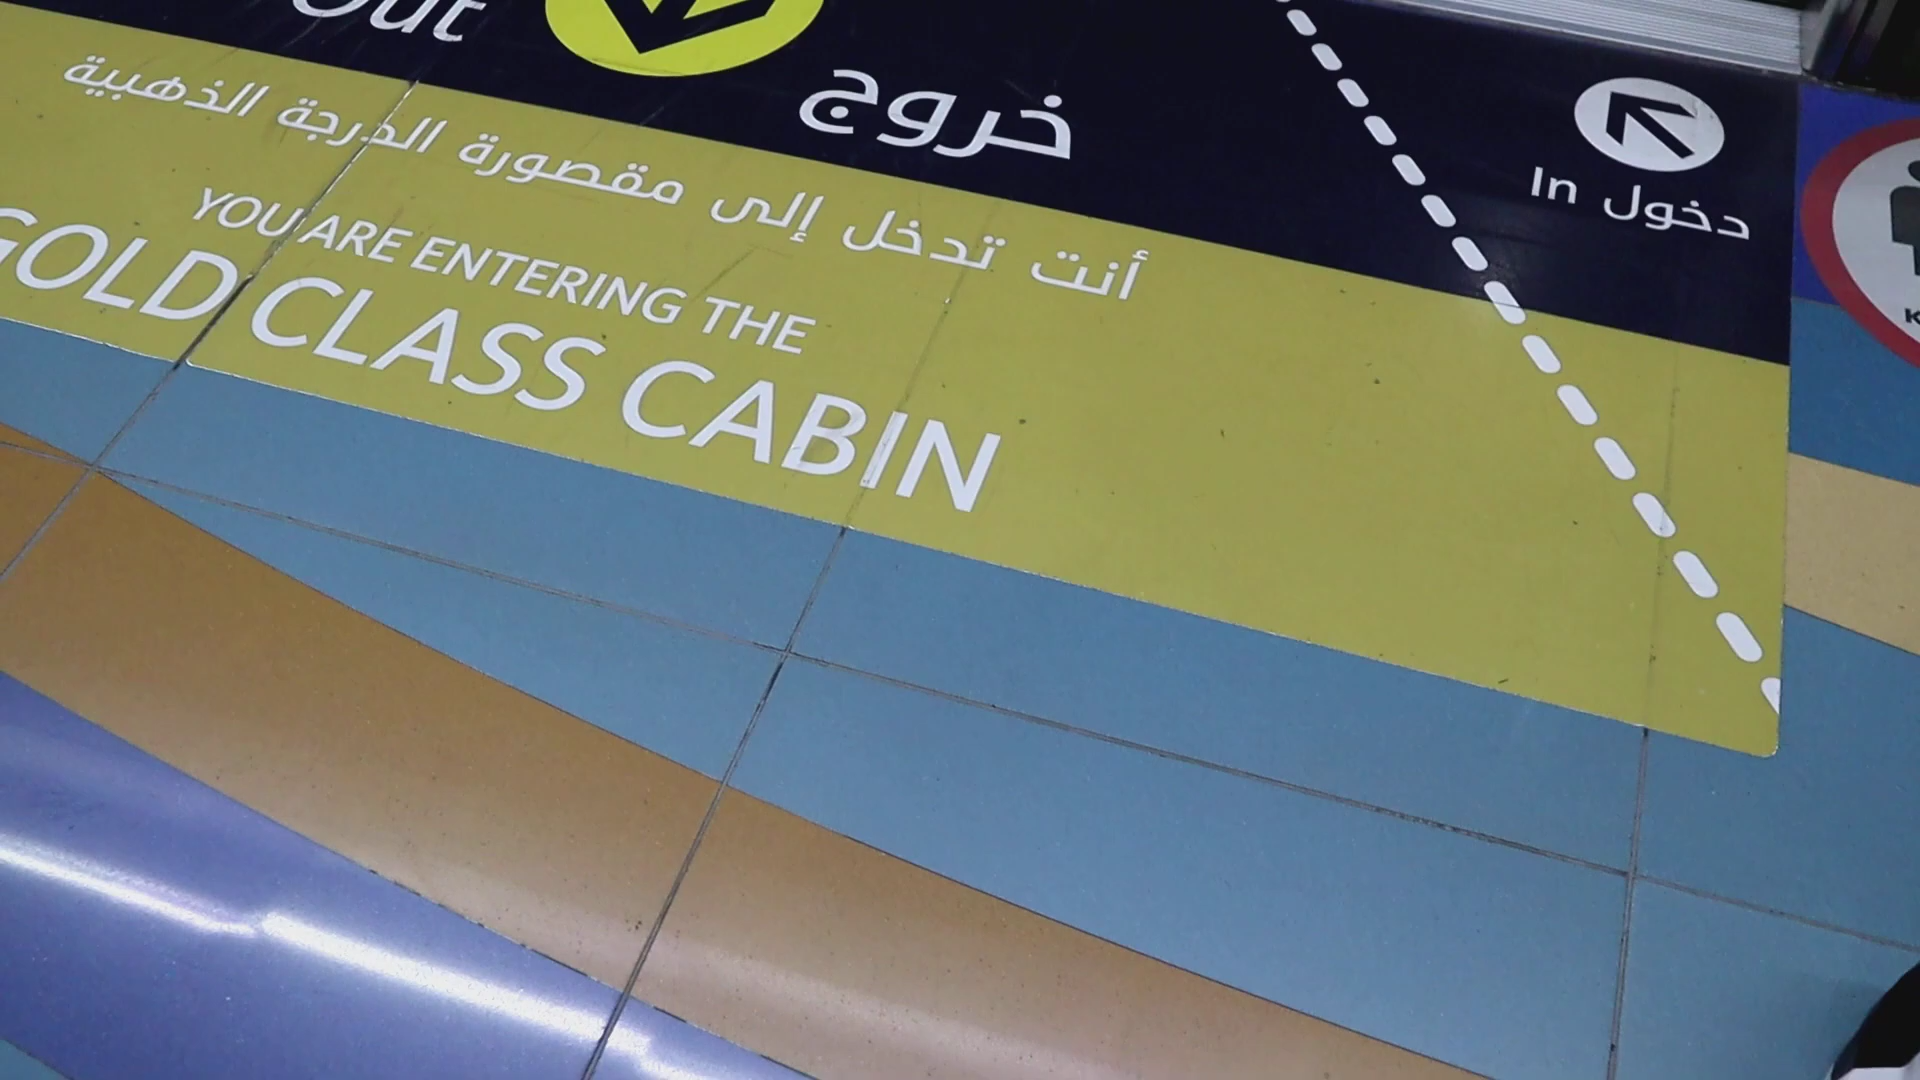 Out
خروج
In دخول
أنت تدخل إلى مقصورة الدرجة الذهبية
YOU ARE ENTERING THE
GOLD CLASS CABIN